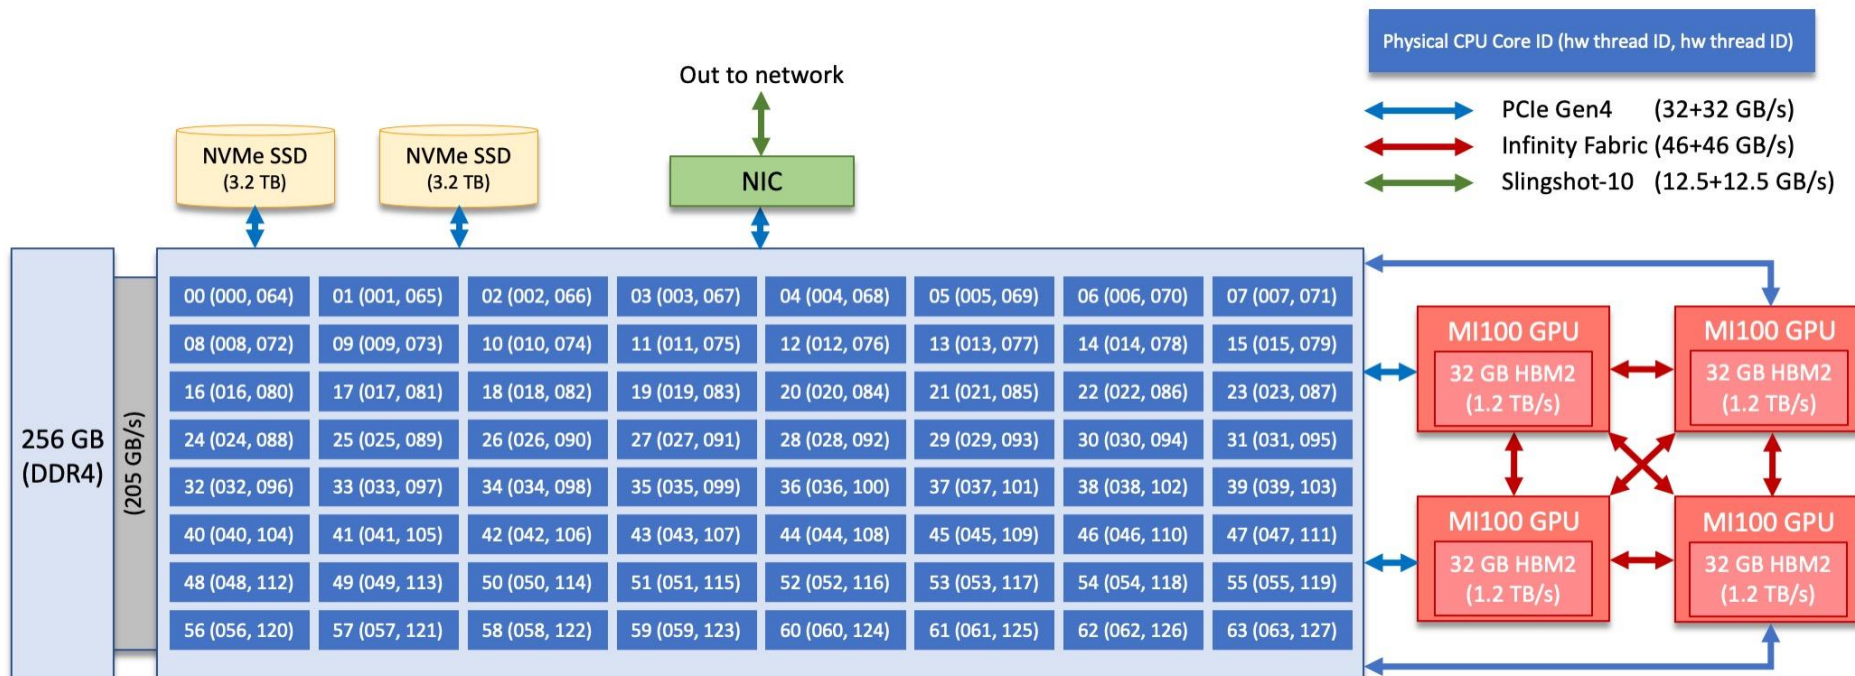 Physical CPU Core ID (hw thread ID, hw thread ID)
Out to network
PCIe Gen4 (32+32 GB/s)
Infinity Fabric (46+46 GB/s)
Slingshot-10 (12.5+12.5 GB/s)
NVMe SSD
(3.2 TB)
NVMe SSD
(3.2 TB)
NIC
256 GB
(DDR4)
(205 GB/s)
00 (000, 064) 01 (001, 065) 02 (002, 066) 03 (003, 067) 04 (004, 068) 05 (005, 069) 06 (006, 070) 07 (007, 071)
08 (008, 072) 09 (009, 073) 10 (010, 074) 11 (011, 075) 12 (012, 076) 13 (013, 077) 14 (014, 078) 15 (015, 079)
16 (016, 080) 17 (017, 081) 18 (018, 082) 19 (019, 083) 20 (020, 084) 21 (021, 085) 22 (022, 086) 23 (023, 087)
24 (024, 088) 25 (025, 089) 26 (026, 090) 27 (027, 091) 28 (028, 092) 29 (029, 093) 30 (030, 094) 31 (031, 095)
32 (032, 096) 33 (033, 097) 34 (034, 098) 35 (035, 099) 36 (036, 100) 37 (037, 101) 38 (038, 102) 39 (039, 103)
40 (040, 104) 41 (041, 105) 42 (042, 106) 43 (043, 107) 44 (044, 108) 45 (045, 109) 46 (046, 110) 47 (047, 111)
48 (048, 112) 49 (049, 113) 50 (050, 114) 51 (051, 115) 52 (052, 116) 53 (053, 117) 54 (054, 118) 55 (055, 119)
56 (056, 120) 57 (057, 121) 58 (058, 122) 59 (059, 123) 60 (060, 124) 61 (061, 125) 62 (062, 126) 63 (063, 127)
MI100 GPU
32 GB HBM2
(1.2 TB/s)
MI100 GPU
32 GB HBM2
(1.2 TB/s)
MI100 GPU
32 GB HBM2
(1.2 TB/s)
MI100 GPU
32 GB HBM2
(1.2 TB/s)